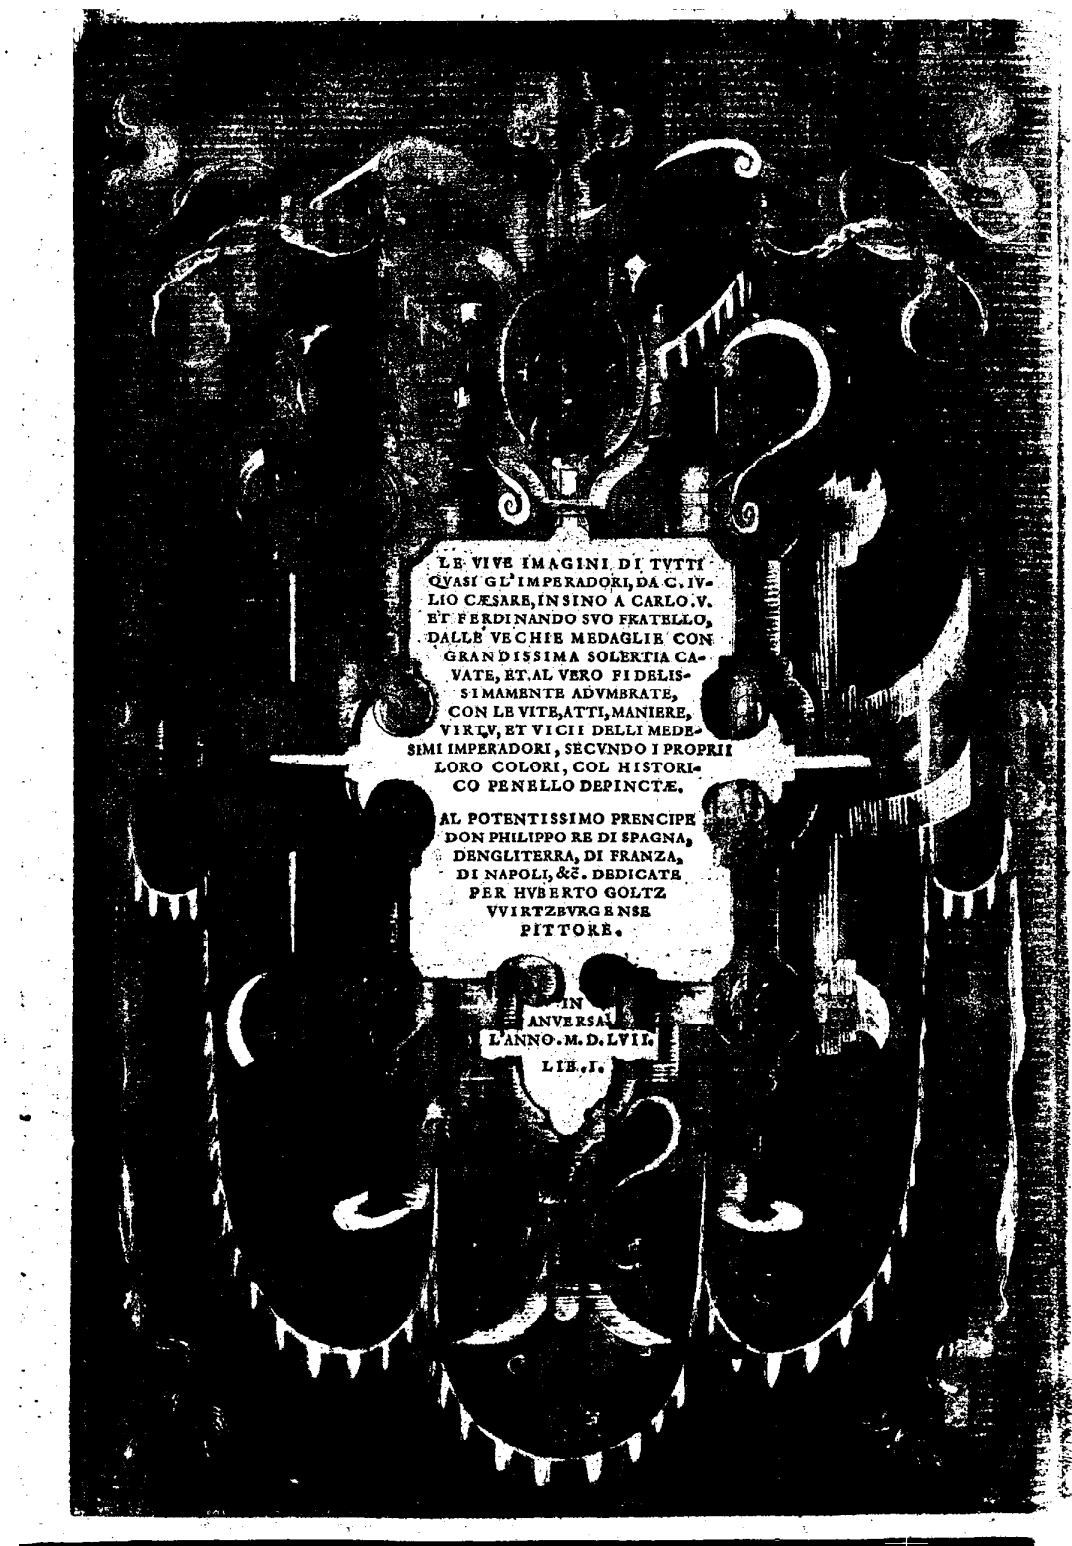 LE VIVE IMAGINI DI TVTTI
QVASI GL'IMPERADORI, DA C. IV-
LIO CÆSARE, INSINO A CARLO.V.
ET FERDINANDO SVO FRATELLO,
DALLE VECHIE MEDAGLIE CON
GRANDISSIMA SOLERTIA CA-
VATE, ET AL VERO FIDELIS-
SIMAMENTE ADVMBRATE,
CON LE VITE, ATTI, MANIERE,
VIRTV, ET VICII DELLI MEDE-
SIMI IMPERADORI, SECVNDO I PROPRII
LORO COLORI, COL HISTORI-
CO PENELLO DEPINCTÆ.
AL POTENTISSIMO PRENCIPE
DON PHILIPPO RE DI SPAGNA,
DENGLITERRA, DI FRANZA,
DI NAPOLI, &c̄. DEDICATE
PER HVBERTO GOLTZ
VVIRTZBVRGENSE
PITTORE.
IN
ANVERSA
L'ANNO.M.D.LVII.
LIB.I.